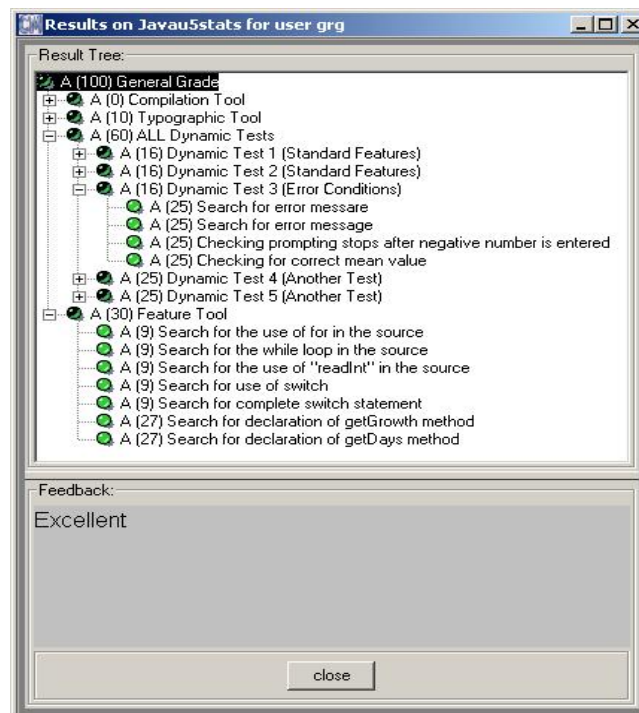 Results on Javau5stats for user grg
Result Tree:
A (100) General Grade
A (0) Compilation Tool
A (10) Typographic Tool
A (60) ALL Dynamic Tests
A (16) Dynamic Test 1 (Standard Features)
A (16) Dynamic Test 2 (Standard Features)
A (16) Dynamic Test 3 (Error Conditions)
A (25) Search for error messare
A (25) Search for error message
A (25) Checking prompting stops after negative number is entered
A (25) Checking for correct mean value
A (25) Dynamic Test 4 (Another Test)
A (25) Dynamic Test 5 (Another Test)
A (30) Feature Tool
A (9) Search for the use of for in the source
A (9) Search for the while loop in the source
A (9) Search for the use of "readInt" in the source
A (9) Search for use of switch
A (9) Search for complete switch statement
A (27) Search for declaration of getGrowth method
A (27) Search for declaration of getDays method
Feedback:
Excellent
close